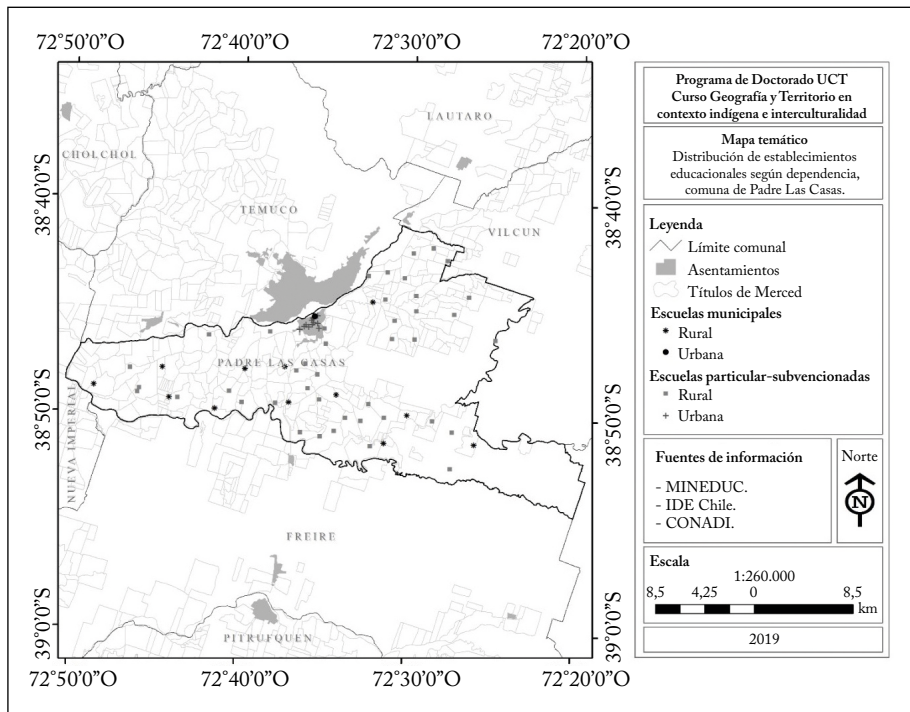 72°50’0”O 72°40’0”O 72°30’0”O 72°20’0”O
38°40’0”S
38°50’0”S
39°0’0”S
CHOLCHOL
LAUTARO
TEMUCO
VILCUN
PADRE LAS CASAS
NUEVA IMPERIAL
FREIRE
PITRUFQUEN
38°40’0”S
38°50’0”S
39°0’0”S
72°50’0”O 72°40’0”O 72°30’0”O 72°20’0”O
Programa de Doctorado UCT
Curso Geografía y Territorio en
contexto indígena e interculturalidad
Mapa temático
Distribución de establecimientos
educacionales según dependencia,
comuna de Padre Las Casas.
Leyenda
Límite comunal
Asentamientos
Títulos de Merced
Escuelas municipales
Rural
Urbana
Escuelas particular-subvencionadas
Rural
Urbana
Fuentes de información
- MINEDUC.
- IDE Chile.
- CONADI.
Norte
N
Escala
1:260.000
8,5 4,25 0 8,5
km
2019